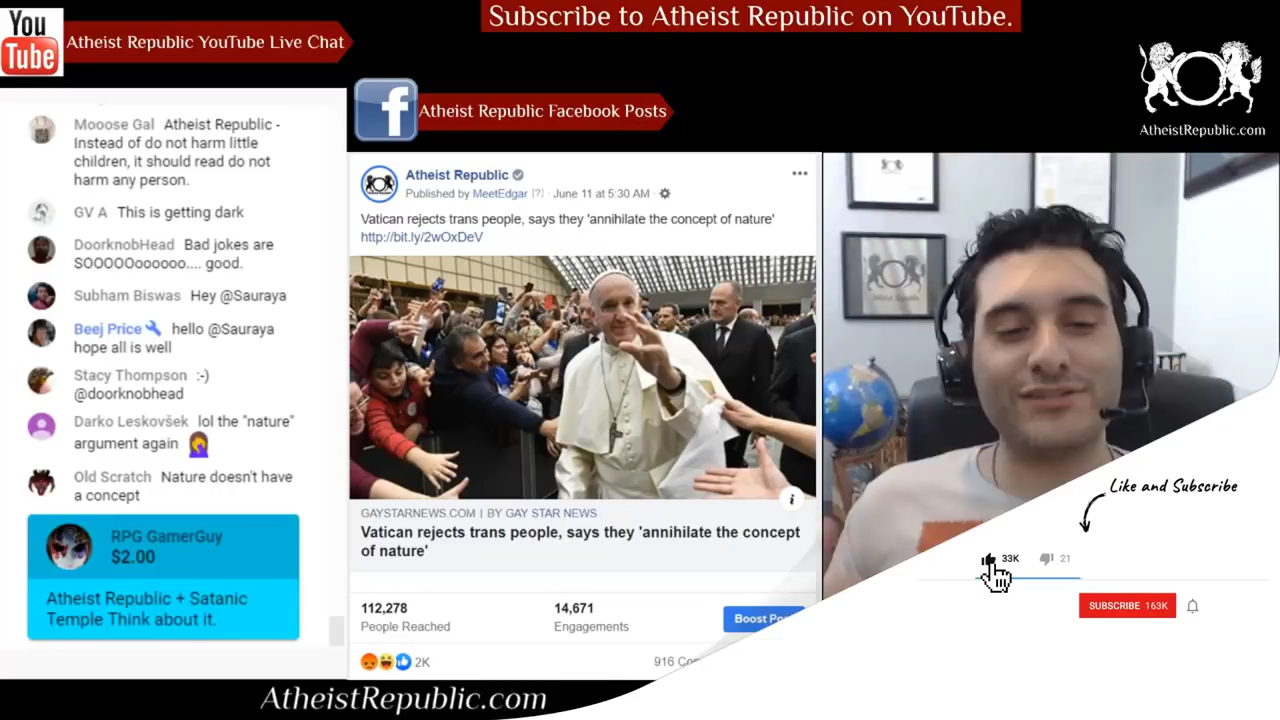 Subscribe to Atheist Republic on YouTube.
You
Tube
Atheist Republic YouTube Live Chat
AtheistRepublic.com
f
Atheist Republic Facebook Posts
Mooose Gal Atheist Republic -
Instead of do not harm little
children, it should read do not
harm any person.
GV A This is getting dark
DoorknobHead Bad jokes are
SOOOOOoooooo.... good.
Subham Biswas Hey @Sauraya
Beej Price hello @Sauraya
hope all is well
Stacy Thompson :-)
@doorknobhead
Darko Leskovšek lol the "nature"
argument again
Old Scratch Nature doesn't have
a concept
RPG GamerGuy
$2.00
Atheist Republic + Satanic
Temple Think about it.
Atheist Republic
Published by MeetEdgar [?] · June 11 at 5:30 AM ·
Vatican rejects trans people, says they 'annihilate the concept of nature'
http://bit.ly/2wOxDeV
GAYSTARNEWS.COM | BY GAY STAR NEWS
Vatican rejects trans people, says they 'annihilate the concept
of nature'
112,278
People Reached
14,671
Engagements
Boost
2K
916
Like and Subscribe
33K
21
SUBSCRIBE 163K
AtheistRepublic.com